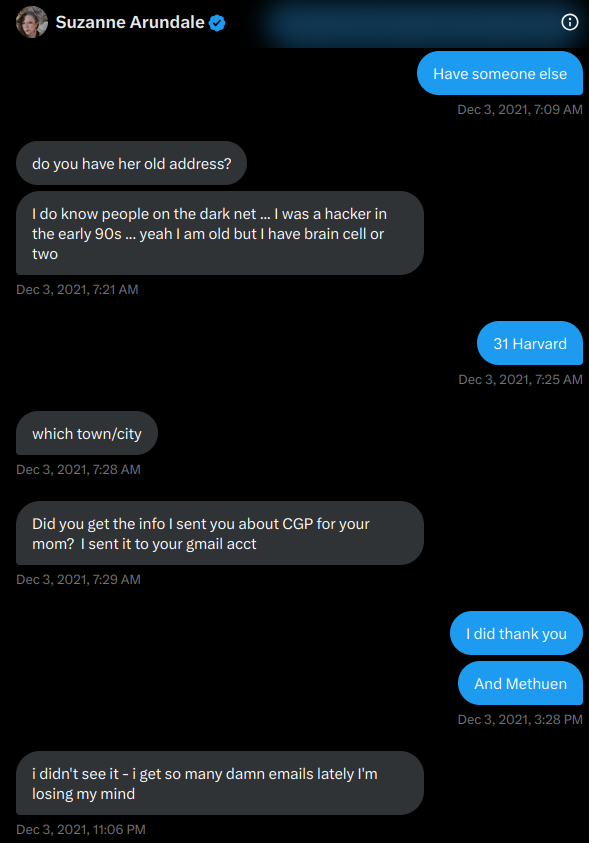 Suzanne Arundale
Have someone else
Dec 3, 2021, 7:09 AM
do you have her old address?
I do know people on the dark net ... I was a hacker in
the early 90s ... yeah I am old but I have brain cell or
two
Dec 3, 2021, 7:21 AM
31 Harvard
Dec 3, 2021, 7:25 AM
which town/city
Dec 3, 2021, 7:28 AM
Did you get the info I sent you about CGP for your
mom?  I sent it to your gmail acct
Dec 3, 2021, 7:29 AM
I did thank you
And Methuen
Dec 3, 2021, 3:28 PM
i didn't see it - i get so many damn emails lately I'm
losing my mind
Dec 3, 2021, 11:06 PM